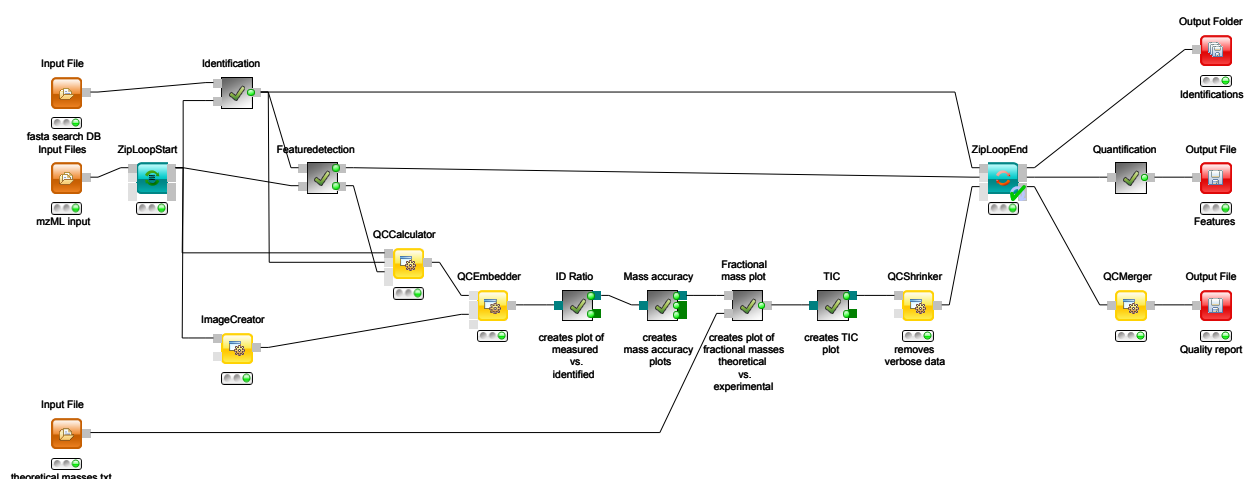 Output Folder
Identifications
Input File
fasta search DB
Identification
Input Files
mzML input
ZipLoopStart
Featuredetection
ZipLoopEnd
Quantification
Output File
Features
QCCalculator
QCEmbedder
ID Ratio
creates plot of
measured
vs.
identified
Mass accuracy
creates
mass accuracy
plots
Fractional
mass plot
creates plot of
fractional masses
theoretical
vs.
experimental
TIC
creates TIC
plot
QCShrinker
removes
verbose data
QCMerger
Output File
Quality report
ImageCreator
Input File
theoretical masses.txt